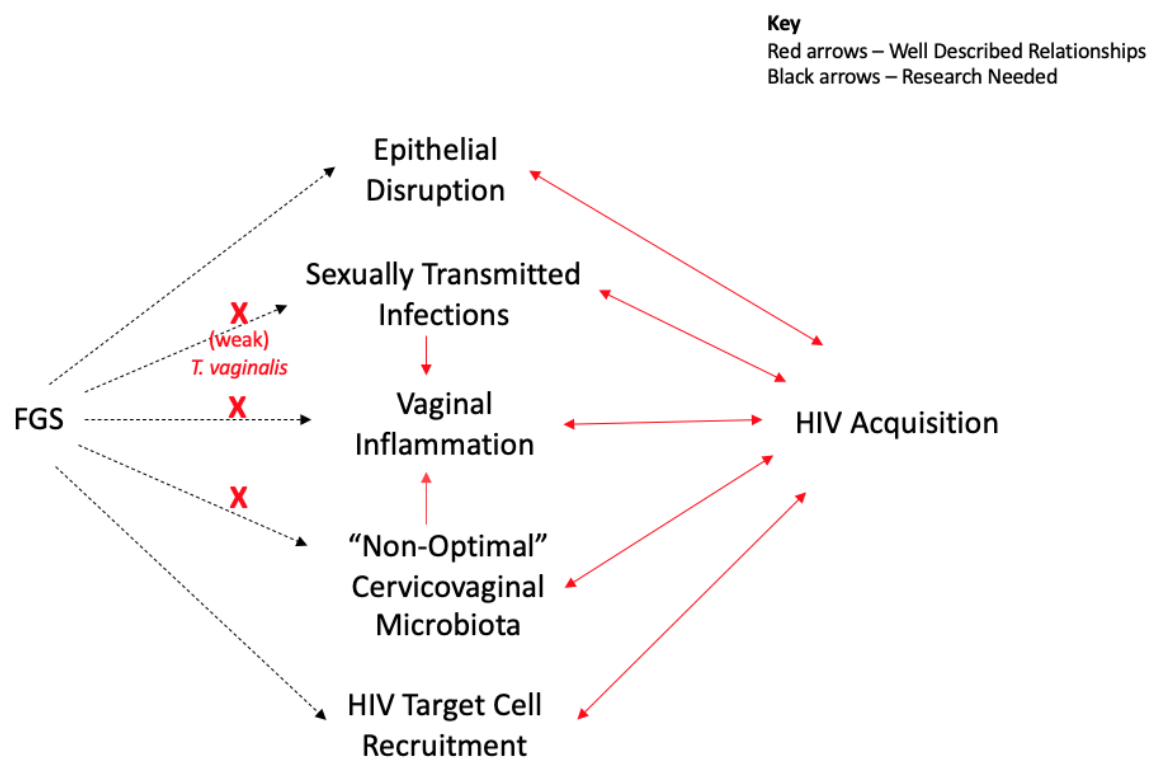 Key
Red arrows – Well Described Relationships
Black arrows – Research Needed
Epithelial
Disruption
Sexually Transmitted
Infections
X
(weak)
T. vaginalis
X
FGS
Vaginal
Inflammation
HIV Acquisition
X
“Non-Optimal”
Cervicovaginal
Microbiota
HIV Target Cell
Recruitment